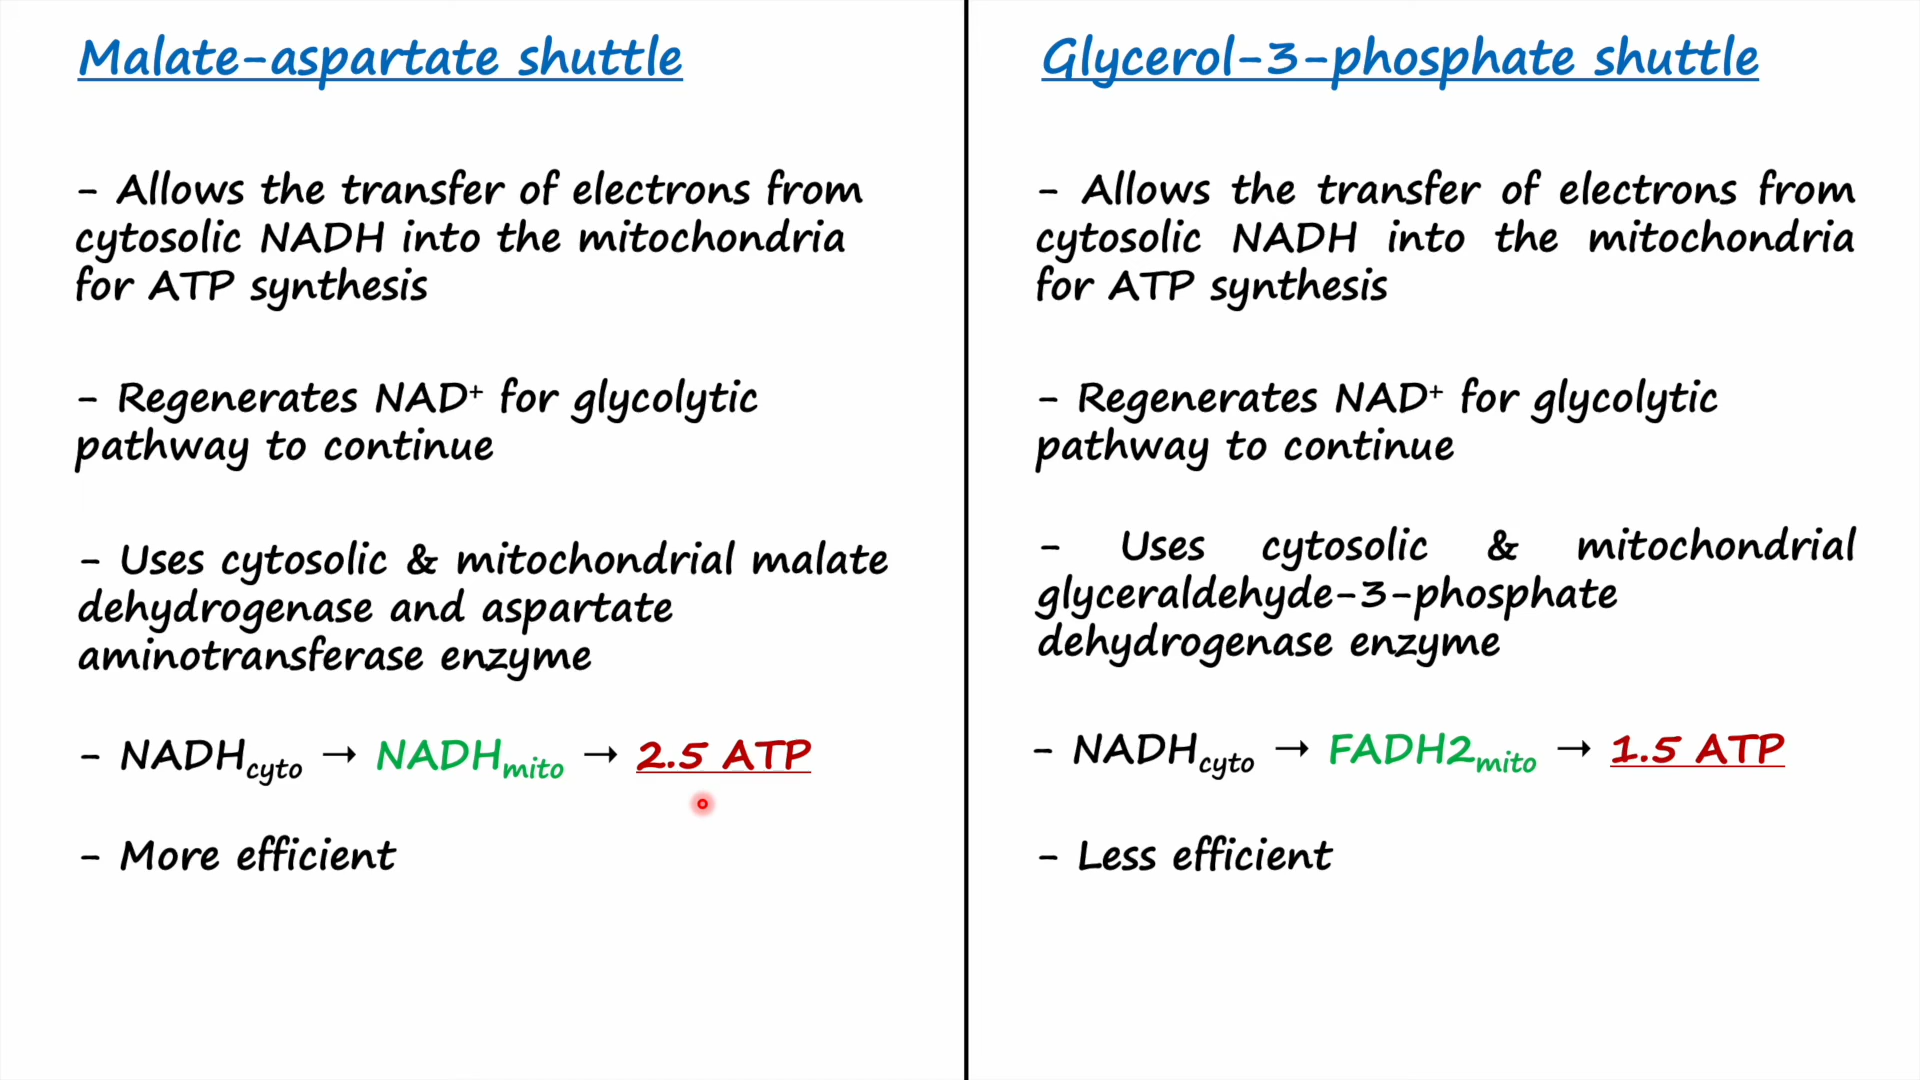 Malate-aspartate shuttle
- Allows the transfer of electrons from
cytosolic NADH into the mitochondria
for ATP synthesis
- Regenerates NAD⁺ for glycolytic
pathway to continue
- Uses cytosolic & mitochondrial malate
dehydrogenase and aspartate
aminotransferase enzyme
- NADHcyto → NADHmito → 2.5 ATP
- More efficient
Glycerol-3-phosphate shuttle
- Allows the transfer of electrons from
cytosolic NADH into the mitochondria
for ATP synthesis
- Regenerates NAD⁺ for glycolytic
pathway to continue
- Uses cytosolic & mitochondrial
glyceraldehyde-3-phosphate
dehydrogenase enzyme
- NADHcyto → FADH2mito → 1.5 ATP
- Less efficient